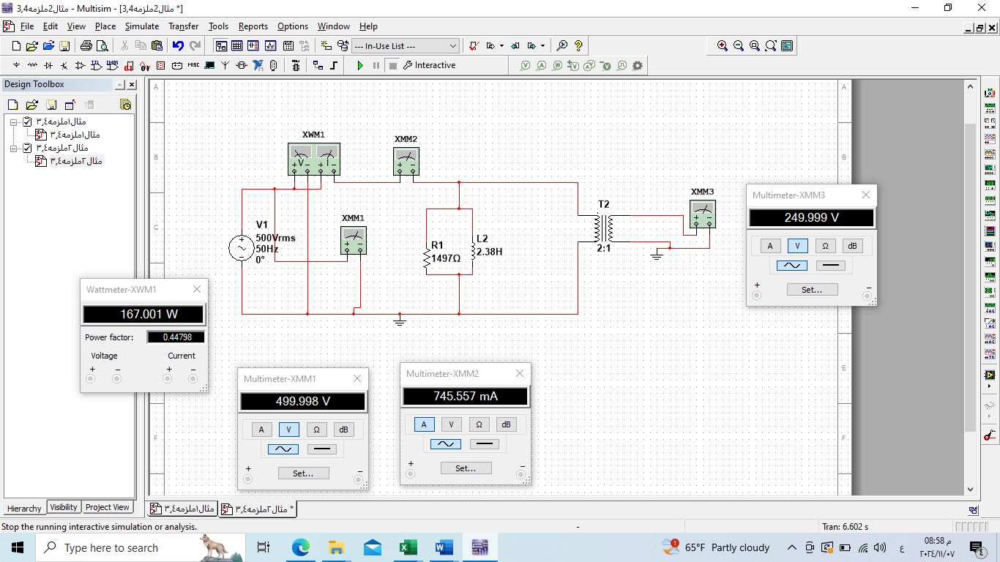 مثال2ملزمه3,4 - Multisim - [مثال2ملزمه3,4 *]
File Edit View Place Simulate Transfer Tools Reports Options Window Help
--- In-Use List ---
MISC
Interactive
Design Toolbox
مثال١ملزمه٣,٤
مثال١ملزمه٣,٤
مثال٢ملزمه٣,٤
مثال٢ملزمه٣,٤
Hierarchy Visibility Project View
A
B
C
E
F
A
B
C
E
F
XWM1
V I
XMM2
XMM1
XMM3
V1
500Vrms
50Hz
0°
R1
1497Ω
L2
2.38H
T2
2:1
Multimeter-XMM3
249.999 V
A V Ω dB
Set...
+ −
Wattmeter-XWM1
167.001 W
Power factor: 0.44798
Voltage Current
+ − + −
Multimeter-XMM1
499.998 V
A V Ω dB
Set...
+ −
Multimeter-XMM2
745.557 mA
A V Ω dB
Set...
+ −
مثال١ملزمه٣,٤ مثال٢ملزمه٣,٤ *
Stop the running interactive simulation or analysis. - Tran: 6.602 s
Type here to search
1 65°F Partly cloudy ع م 08:58
٢٠٢٤/١١/٠٧ ٤